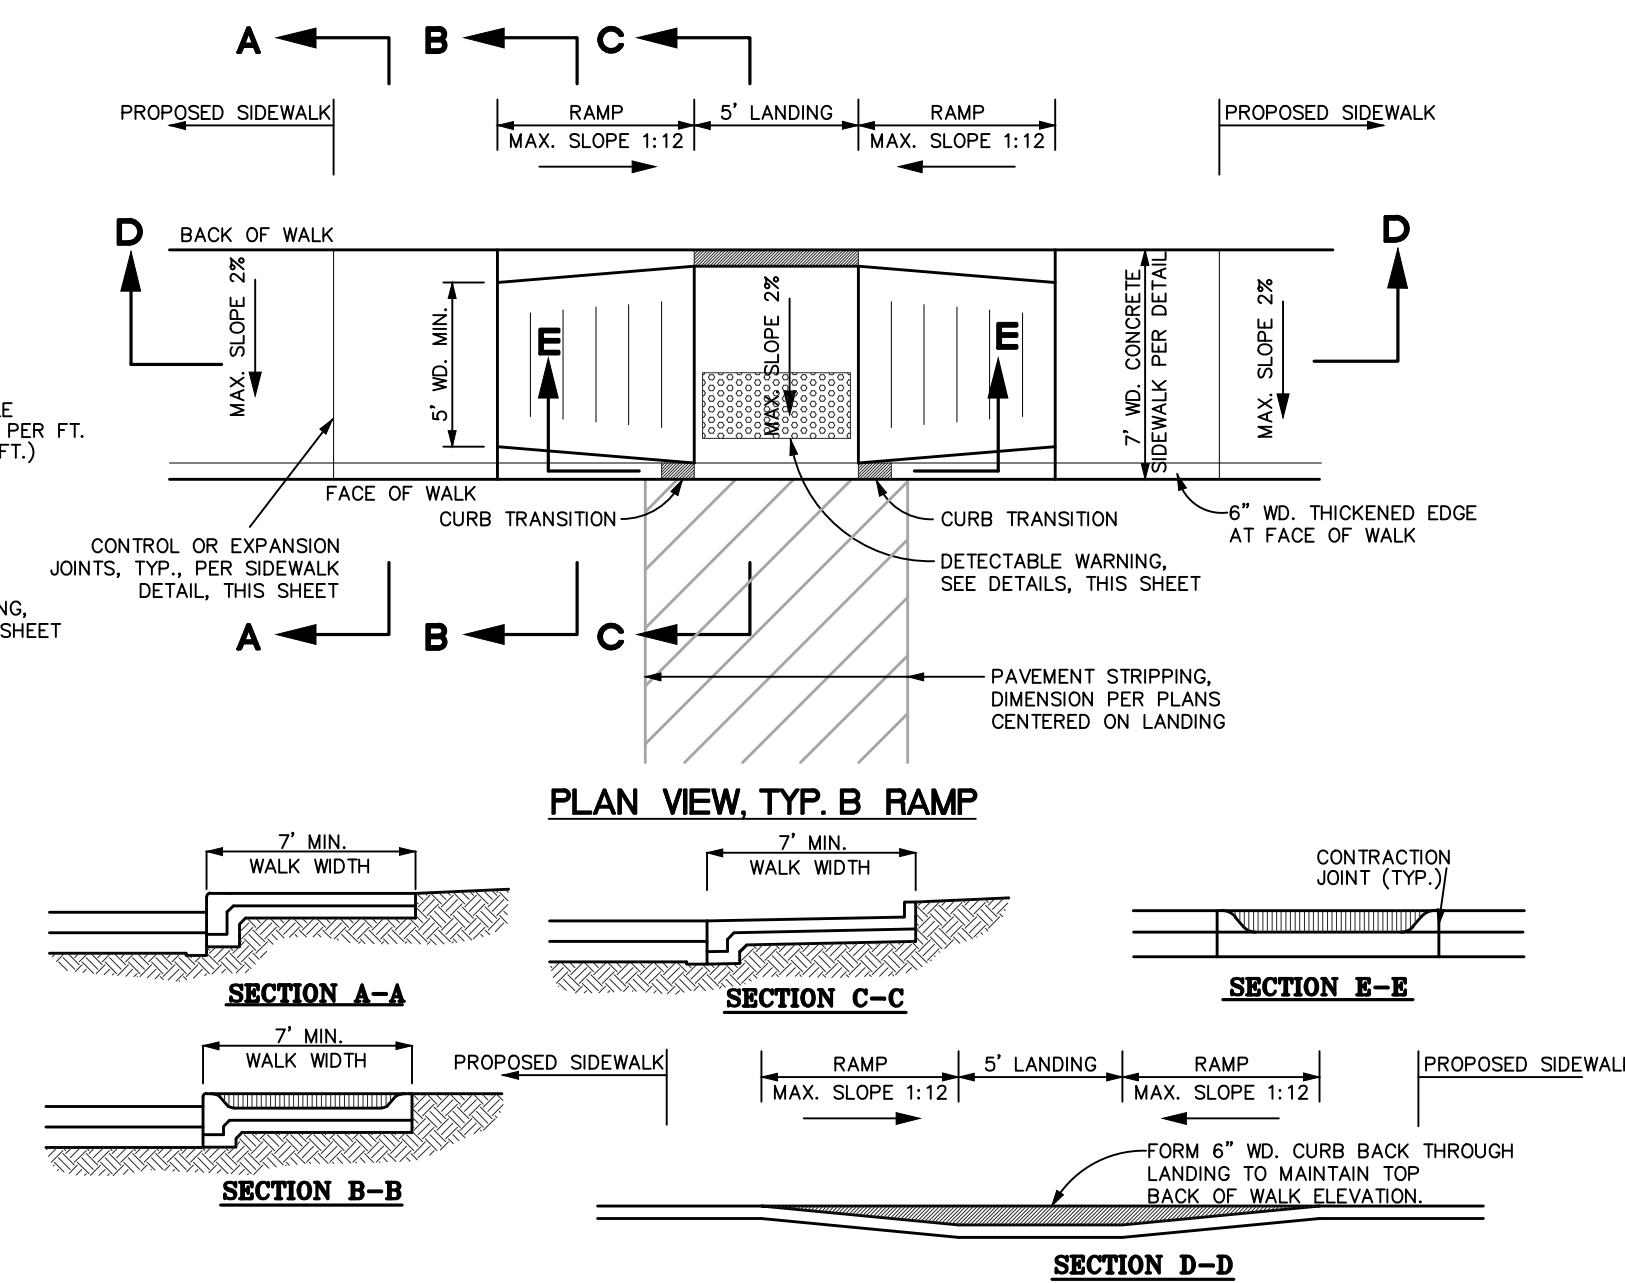 A
B
C
PROPOSED SIDEWALK
RAMP
MAX. SLOPE 1:12
5' LANDING
RAMP
MAX. SLOPE 1:12
PROPOSED SIDEWALK
D
D
BACK OF WALK
MAX. SLOPE 2%
5' WD. MIN.
E
MAX. SLOPE 2%
E
7' WD. CONCRETE
SIDEWALK PER DETAIL
MAX. SLOPE 2%
PER FT.
FT.)
FACE OF WALK
CURB TRANSITION
CURB TRANSITION
6" WD. THICKENED EDGE
AT FACE OF WALK
CONTROL OR EXPANSION
JOINTS, TYP., PER SIDEWALK
DETAIL, THIS SHEET
DETECTABLE WARNING,
SEE DETAILS, THIS SHEET
NG,
SHEET
A
B
C
PAVEMENT STRIPPING,
DIMENSION PER PLANS
CENTERED ON LANDING
PLAN VIEW, TYP. B RAMP
7' MIN.
WALK WIDTH
SECTION A-A
7' MIN.
WALK WIDTH
SECTION C-C
CONTRACTION
JOINT (TYP.)
SECTION E-E
7' MIN.
WALK WIDTH
SECTION B-B
PROPOSED SIDEWALK
RAMP
MAX. SLOPE 1:12
5' LANDING
RAMP
MAX. SLOPE 1:12
PROPOSED SIDEWAL
FORM 6" WD. CURB BACK THROUGH
LANDING TO MAINTAIN TOP
BACK OF WALK ELEVATION.
SECTION D-D